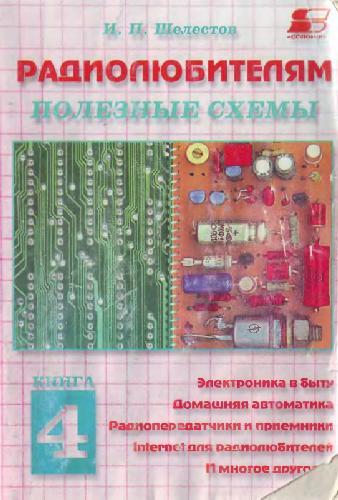 И. П. Шелестов
РАДИОЛЮБИТЕЛЯМ
ПОЛЕЗНЫЕ СХЕМЫ
КНИГА
4
Электроника в быту
Домашняя автоматика
Радиопередатчики и приемники
Internet для радиолюбителей
И многое другое